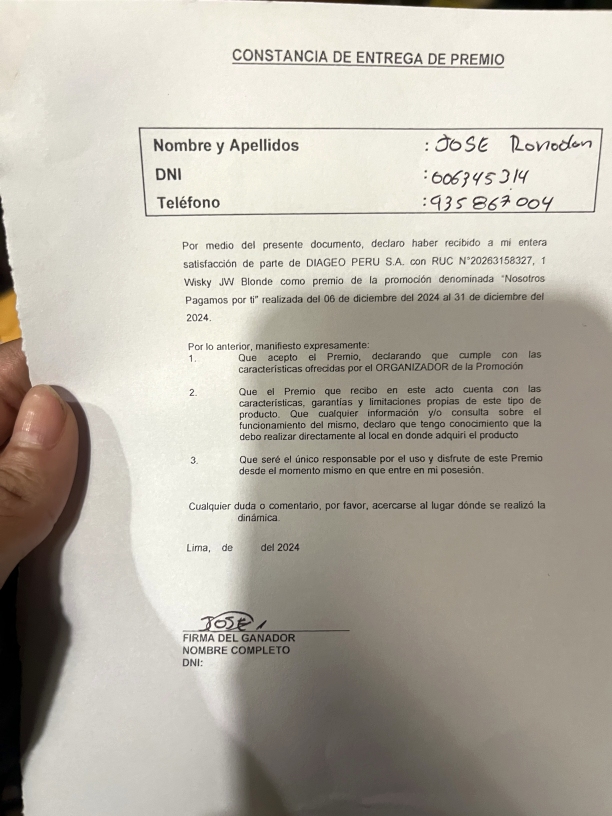 CONSTANCIA DE ENTREGA DE PREMIO
Nombre y Apellidos : JOSE
DNI : 006345314
Teléfono : 935867004
Por medio del presente documento, declaro haber recibido a mi entera
satisfacción de parte de DIAGEO PERU S.A. con RUC N°20263158327, 1
Wisky JW Blonde como premio de la promoción denominada "Nosotros
Pagamos por ti" realizada del 06 de diciembre del 2024 al 31 de diciembre del
2024.
Por lo anterior, manifiesto expresamente:
1. Que acepto el Premio, declarando que cumple con las
características ofrecidas por el ORGANIZADOR de la Promoción
2. Que el Premio que recibo en este acto cuenta con las
características, garantías y limitaciones propias de este tipo de
producto. Que cualquier información y/o consulta sobre el
funcionamiento del mismo, declaro que tengo conocimiento que la
debo realizar directamente al local en donde adquirí el producto
3. Que seré el único responsable por el uso y disfrute de este Premio
desde el momento mismo en que entre en mi posesión.
Cualquier duda o comentario, por favor, acercarse al lugar dónde se realizó la
dinámica.
Lima, de del 2024
JOSE
FIRMA DEL GANADOR
NOMBRE COMPLETO
DNI: